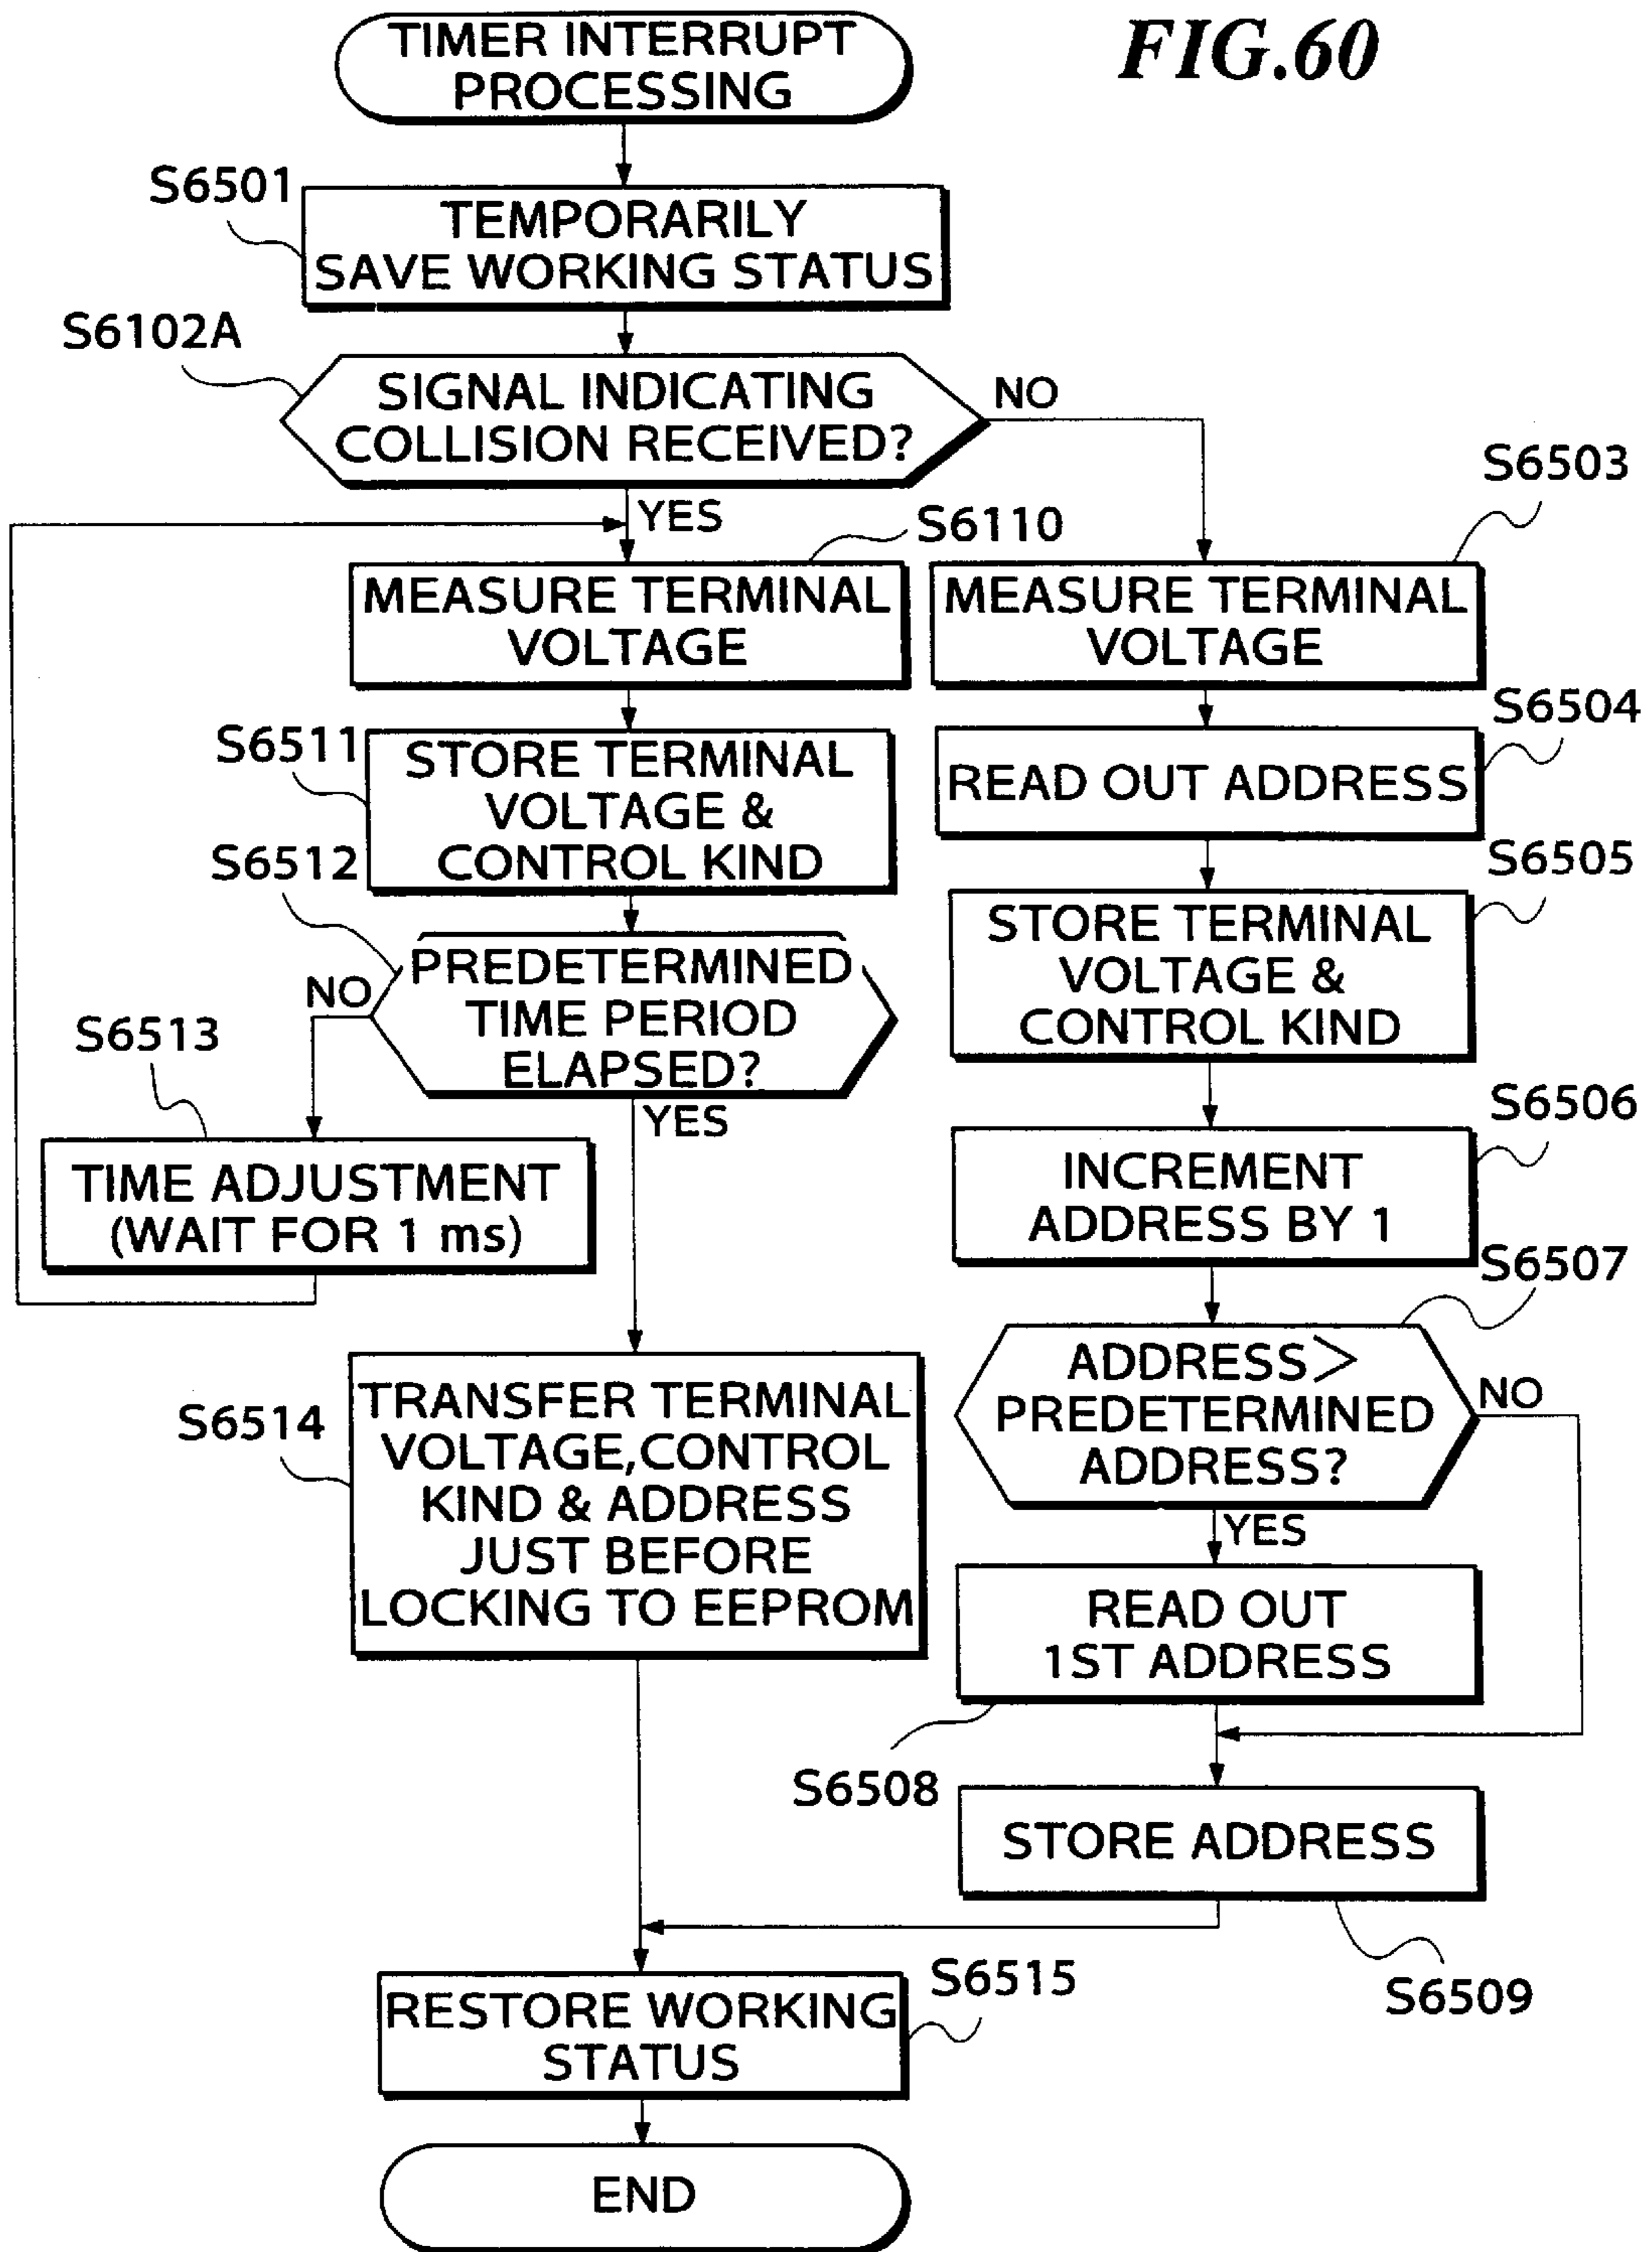 FIG.60
TIMER INTERRUPT
PROCESSING
S6501
TEMPORARILY
SAVE WORKING STATUS
S6102A
SIGNAL INDICATING
COLLISION RECEIVED?
NO
YES
S6503
S6110
MEASURE TERMINAL
VOLTAGE
MEASURE TERMINAL
VOLTAGE
S6504
READ OUT ADDRESS
S6511
STORE TERMINAL
VOLTAGE &
CONTROL KIND
S6505
STORE TERMINAL
VOLTAGE &
CONTROL KIND
S6512
PREDETERMINED
TIME PERIOD
ELAPSED?
NO
YES
S6513
TIME ADJUSTMENT
(WAIT FOR 1 ms)
S6506
INCREMENT
ADDRESS BY 1
S6507
ADDRESS>
PREDETERMINED
ADDRESS?
NO
YES
S6514
TRANSFER TERMINAL
VOLTAGE,CONTROL
KIND & ADDRESS
JUST BEFORE
LOCKING TO EEPROM
READ OUT
1ST ADDRESS
S6508
STORE ADDRESS
S6509
S6515
RESTORE WORKING
STATUS
END